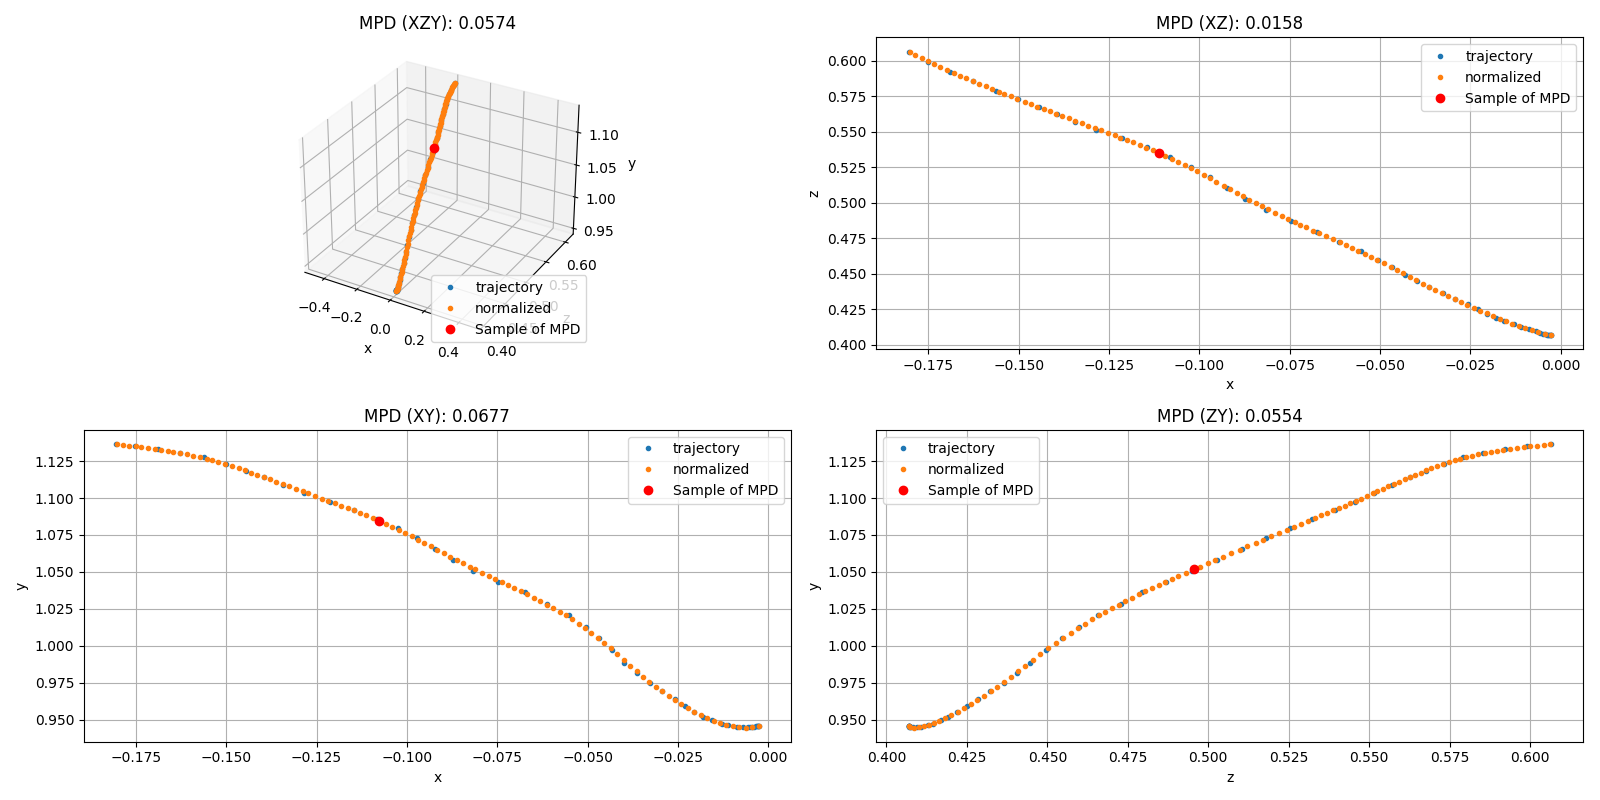 MPD (XZY): 0.0574
1.10
1.05
1.00
0.95
y
0.60
0.55
0.50
0.45
0.40
z
−0.4
−0.2
0.0
0.2
0.4
x
trajectory
normalized
Sample of MPD
MPD (XZ): 0.0158
0.600
0.575
0.550
0.525
0.500
0.475
0.450
0.425
0.400
z
−0.175
−0.150
−0.125
−0.100
−0.075
−0.050
−0.025
0.000
x
trajectory
normalized
Sample of MPD
MPD (XY): 0.0677
1.125
1.100
1.075
1.050
1.025
1.000
0.975
0.950
y
−0.175
−0.150
−0.125
−0.100
−0.075
−0.050
−0.025
0.000
x
trajectory
normalized
Sample of MPD
MPD (ZY): 0.0554
1.125
1.100
1.075
1.050
1.025
1.000
0.975
0.950
y
0.400
0.425
0.450
0.475
0.500
0.525
0.550
0.575
0.600
z
trajectory
normalized
Sample of MPD